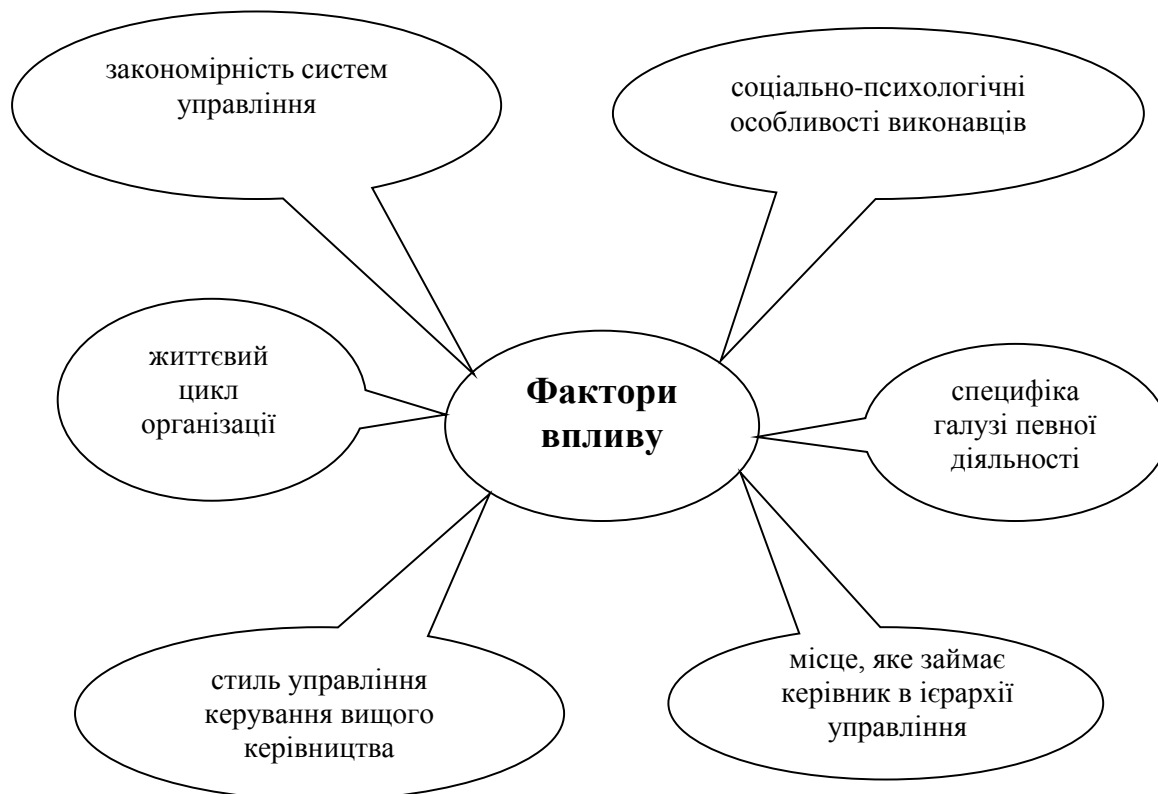 закономірність систем
управління
соціально-психологічні
особливості виконавців
життєвий
цикл
організації
Фактори
впливу
специфіка
галузі певної
діяльності
стиль управління
керування вищого
керівництва
місце, яке займає
керівник в ієрархії
управління